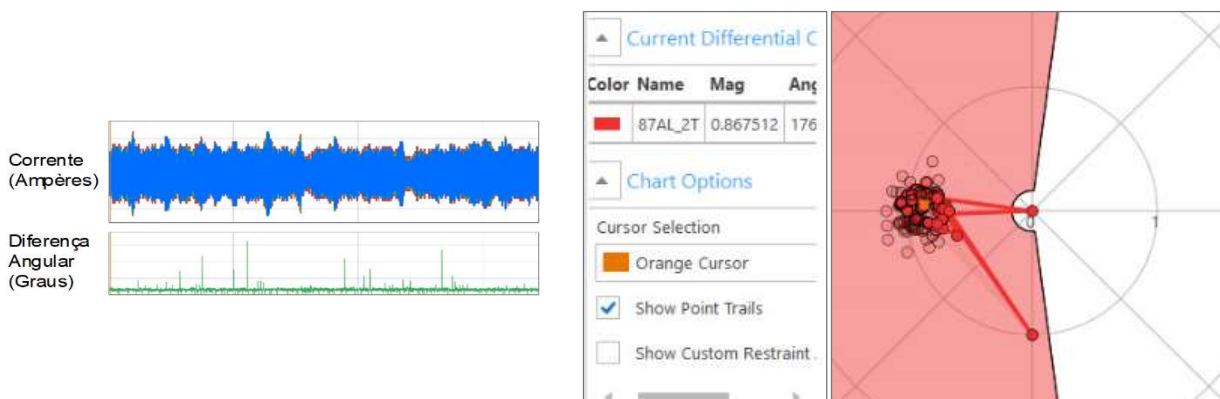 Corrente
(Ampères)
Diferença
Angular
(Graus)
Current Differential C
Color Name Mag Ang
87AL_2T 0.867512 176
Chart Options
Cursor Selection
Orange Cursor
Show Point Trails
Show Custom Restraint
0
1